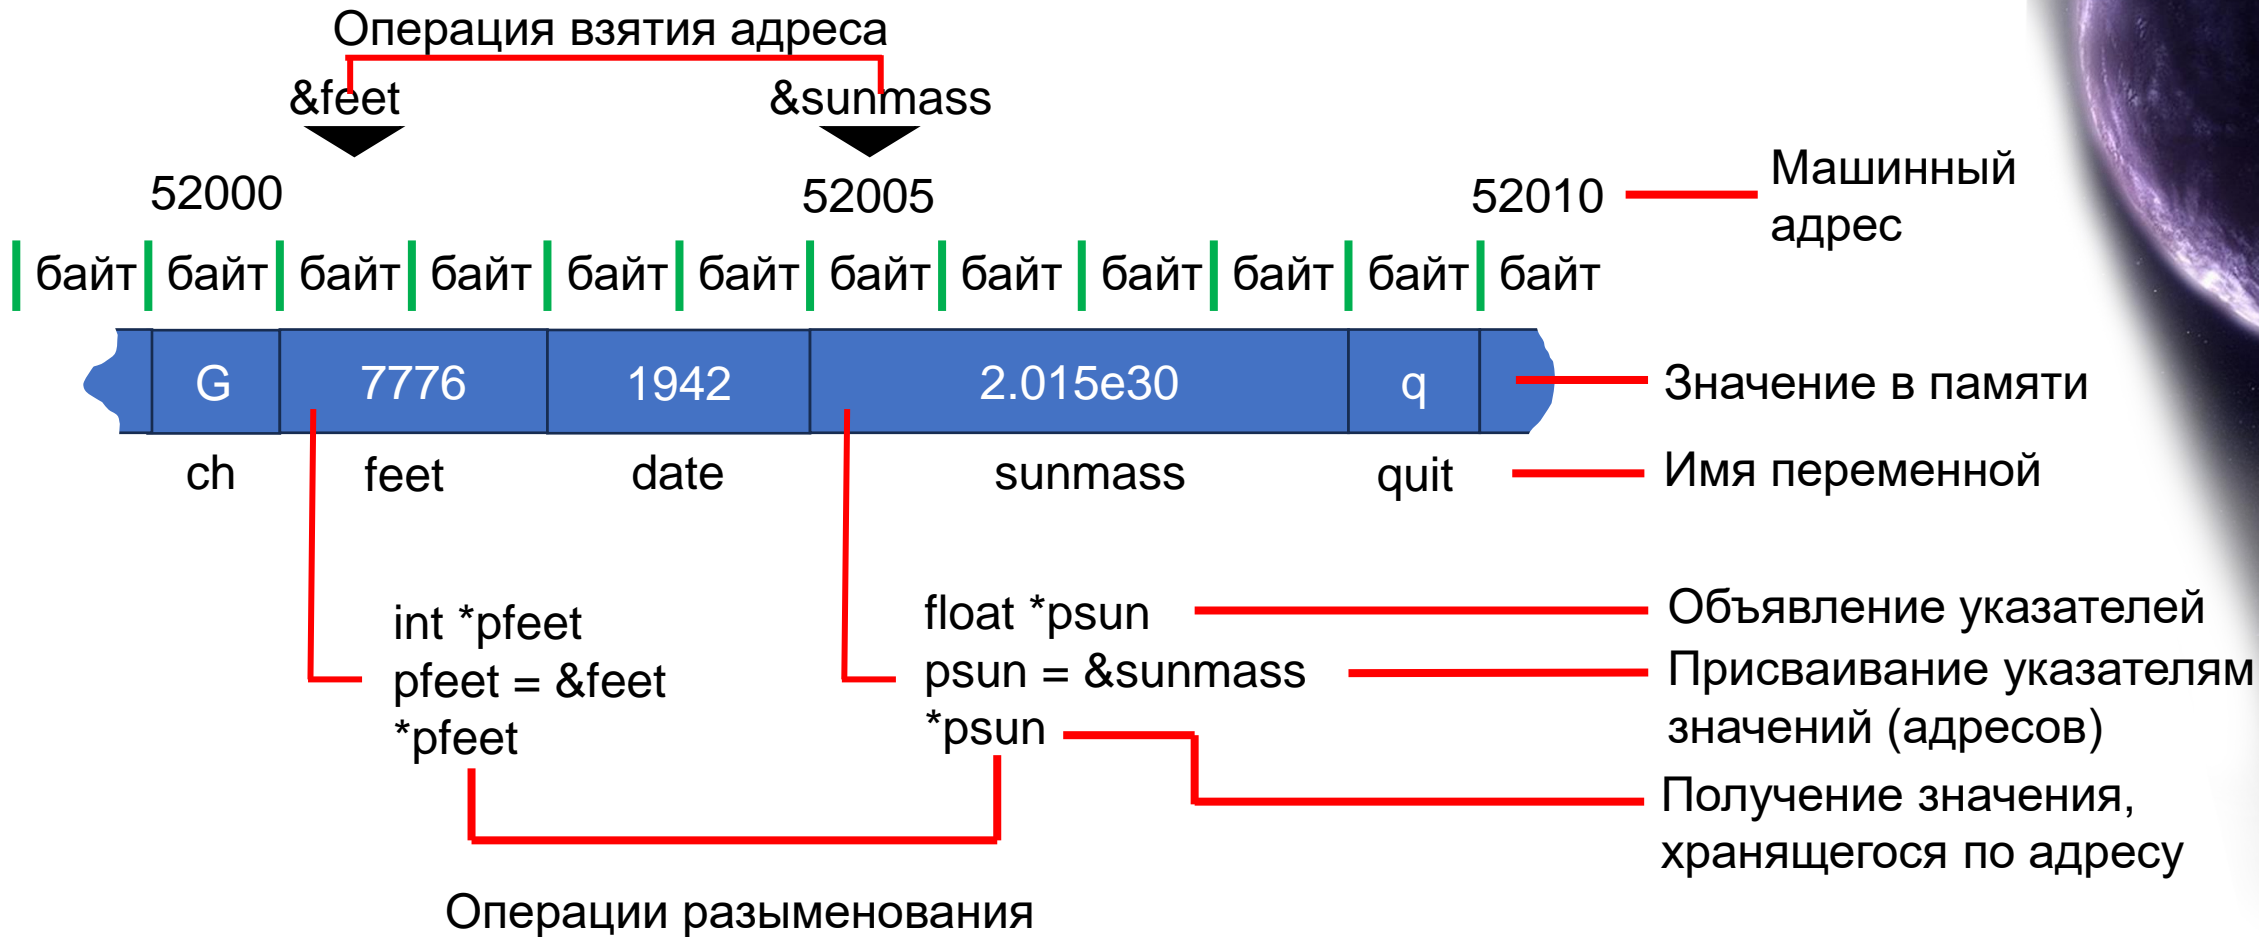 Операция взятия адреса
&feet &sunmass
52000 52005 52010 Машинный
адрес
байт байт байт байт байт байт байт байт байт байт байт байт
G 7776 1942 2.015e30 q Значение в памяти
ch feet date sunmass quit Имя переменной
int *pfeet
pfeet = &feet
*pfeet
float *psun Объявление указателей
psun = &sunmass Присваивание указателям
значений (адресов)
*psun
Получение значения,
хранящегося по адресу
Операции разыменования